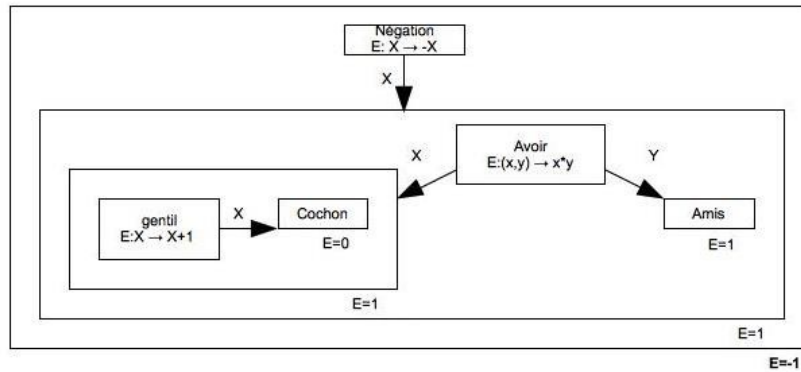 Négation
E: X → -X
X
Avoir
E:(x,y) → x*y
X
Y
gentil
E:X → X+1
X
Cochon
E=0
Amis
E=1
E=1
E=1
E=-1